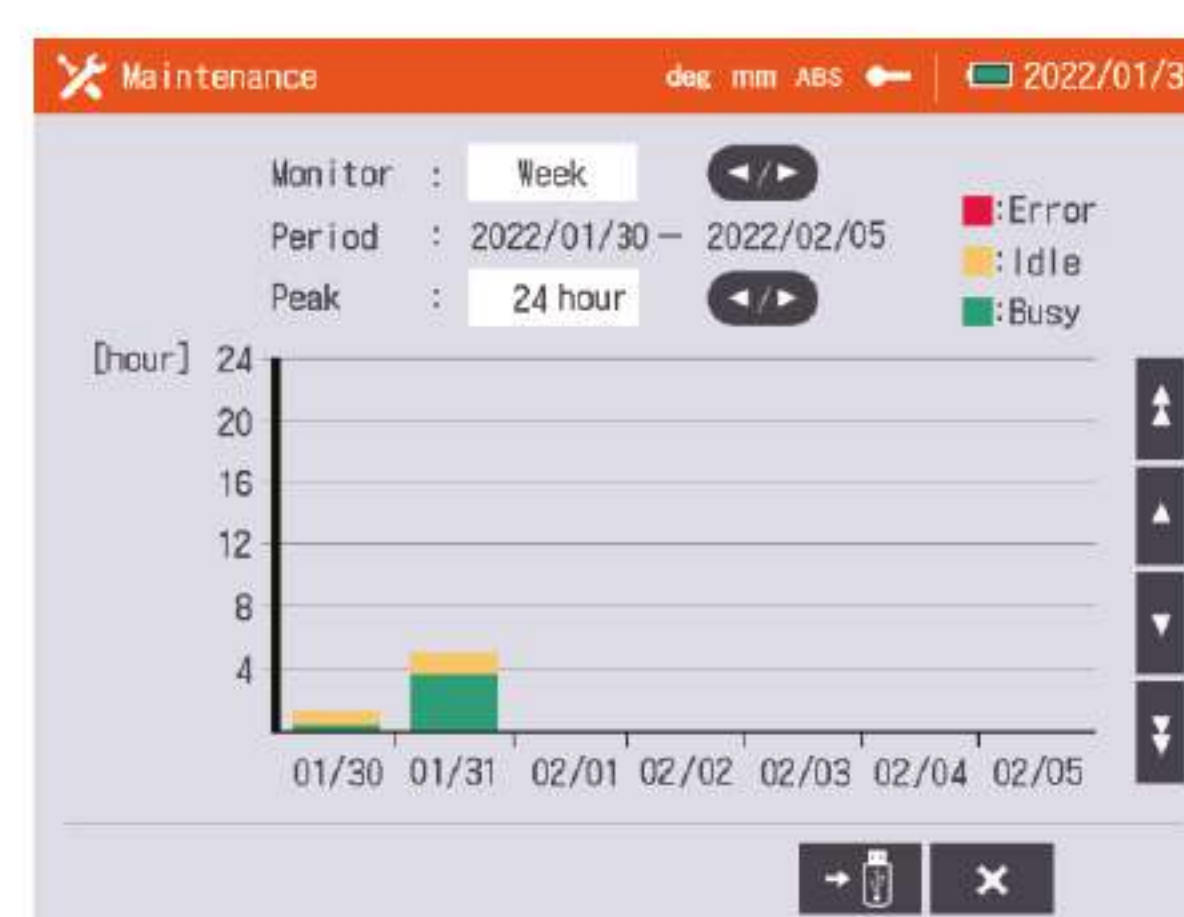 Maintenance deg mm ABS 2022/01/3
Monitor : Week ◄/►
Period : 2022/01/30 - 2022/02/05
Peak : 24 hour ◄/►
:Error
:Idle
:Busy
[hour] 24
20
16
12
8
4
01/30 01/31 02/01 02/02 02/03 02/04 02/05